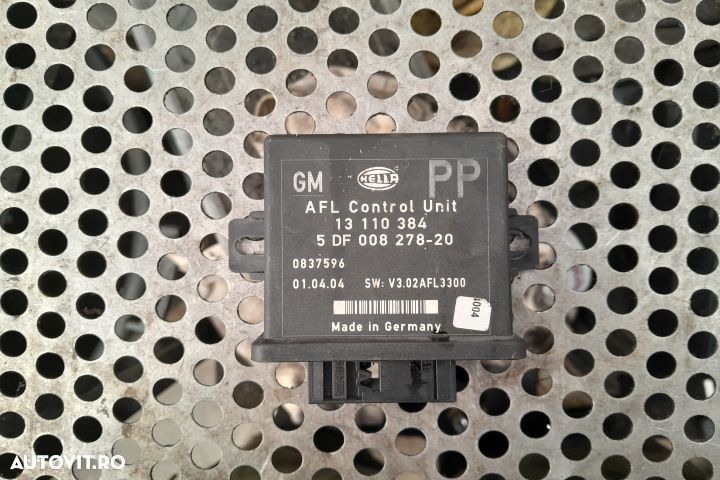 GM HELLA PP
AFL Control Unit
13 110 384
5 DF 008 278-20
0837596
01.04.04 SW: V3.02AFL3300
Made in Germany
AUTOVIT.RO